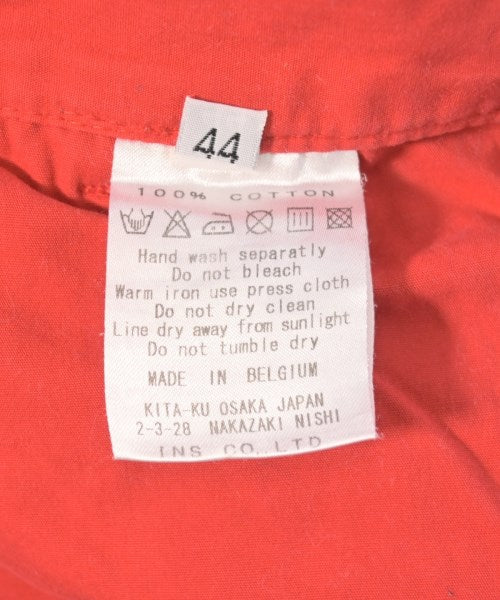 44
100% COTTON
Hand wash separatly
Do not bleach
Warm iron use press cloth
Do not dry clean
Line dry away from sunlight
Do not tumble dry
MADE IN BELGIUM
KITA-KU OSAKA JAPAN
2-3-28 NAKAZAKI NISHI
INS CO.,LTD